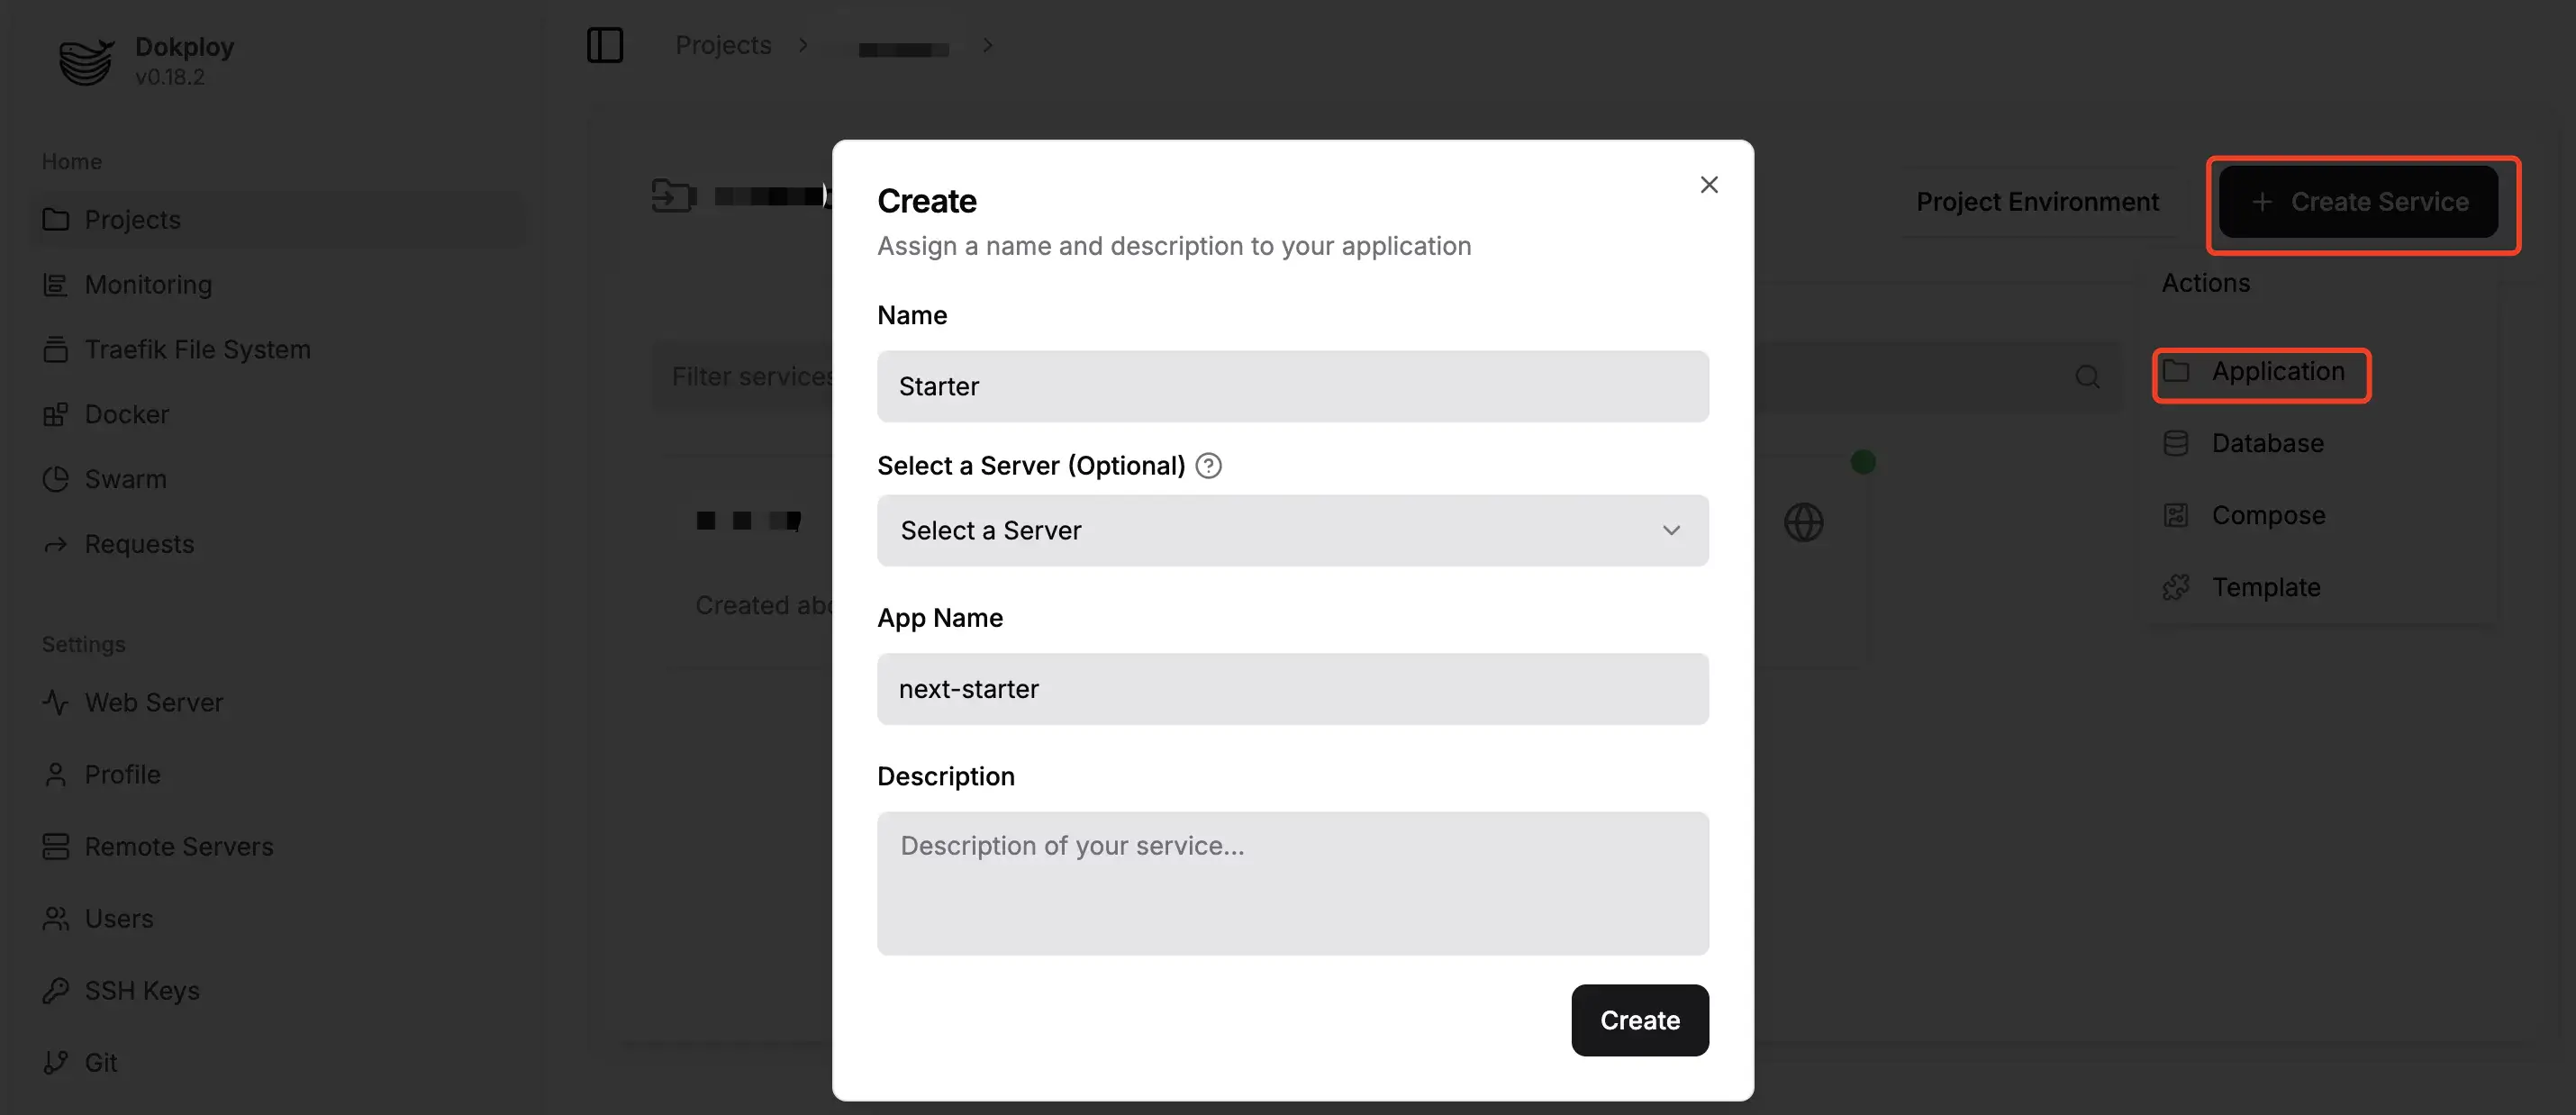 Dokploy
v0.18.2
Home
Projects
Monitoring
Traefik File System
Docker
Swarm
Requests
Settings
Web Server
Profile
Remote Servers
Users
SSH Keys
Git
Projects
Project Environment
Create Service
Actions
Application
Database
Compose
Template
Filter services
Created
Create
Assign a name and description to your application
Name
Starter
Select a Server (Optional)
Select a Server
App Name
next-starter
Description
Description of your service...
Create